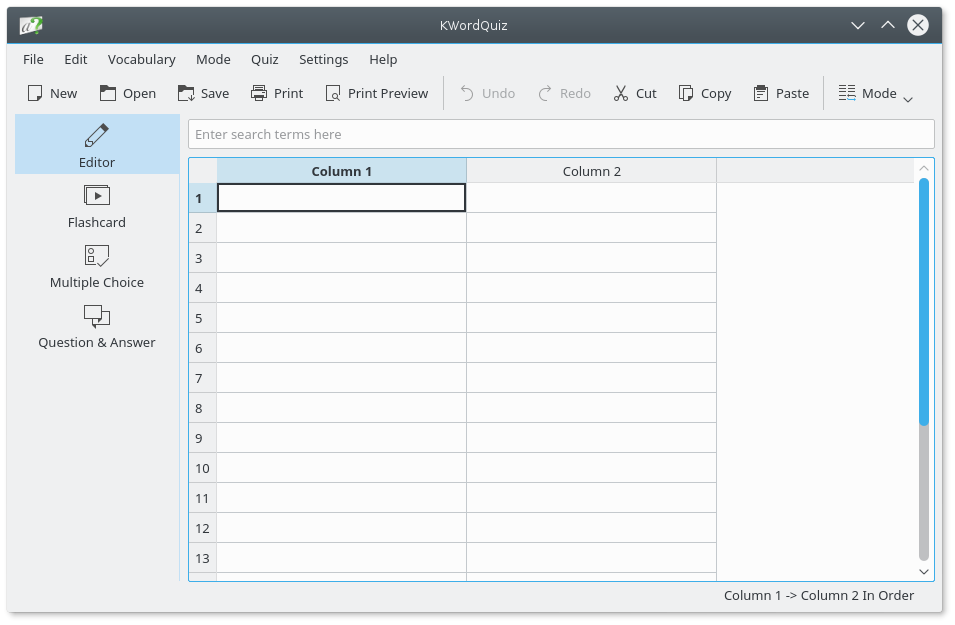 KWordQuiz
File Edit Vocabulary Mode Quiz Settings Help
New Open Save Print Print Preview Undo Redo Cut Copy Paste Mode
Editor
Flashcard
Multiple Choice
Question & Answer
Enter search terms here
Column 1 Column 2
1
2
3
4
5
6
7
8
9
10
11
12
13
Column 1 -> Column 2 In Order